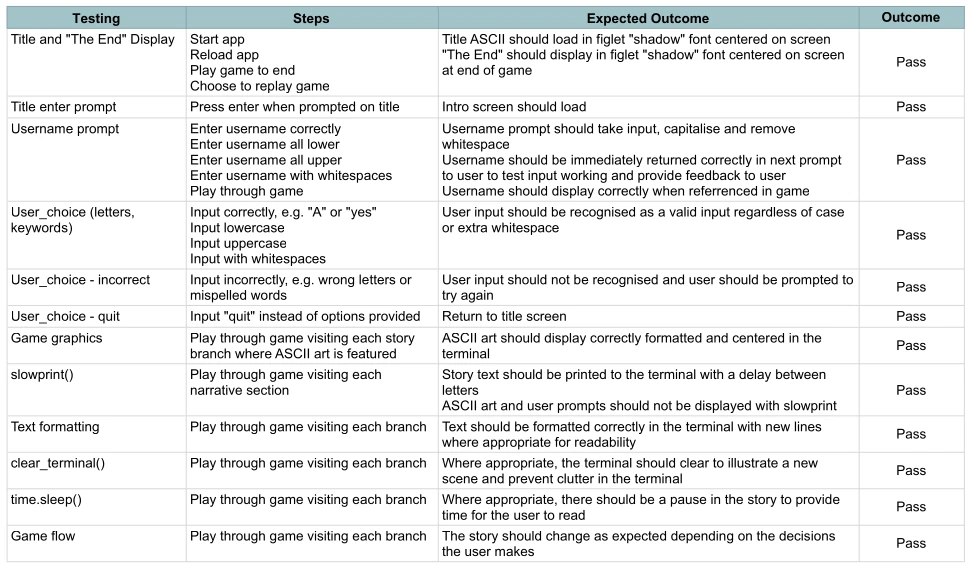 Testing Steps Expected Outcome Outcome
Title and "The End" Display
Start app
Reload app
Play game to end
Choose to replay game
Title ASCII should load in figlet "shadow" font centered on screen
"The End" should display in figlet "shadow" font centered on screen
at end of game
Pass
Title enter prompt
Press enter when prompted on title
Intro screen should load
Pass
Username prompt
Enter username correctly
Enter username all lower
Enter username all upper
Enter username with whitespaces
Play through game
Username prompt should take input, capitalise and remove
whitespace
Username should be immediately returned correctly in next prompt
to user to test input working and provide feedback to user
Username should display correctly when referrenced in game
Pass
User_choice (letters,
keywords)
Input correctly, e.g. "A" or "yes"
Input lowercase
Input uppercase
Input with whitespaces
User input should be recognised as a valid input regardless of case
or extra whitespace
Pass
User_choice - incorrect
Input incorrectly, e.g. wrong letters or
mispelled words
User input should not be recognised and user should be prompted to
try again
Pass
User_choice - quit
Input "quit" instead of options provided
Return to title screen
Pass
Game graphics
Play through game visiting each story
branch where ASCII art is featured
ASCII art should display correctly formatted and centered in the
terminal
Pass
slowprint()
Play through game visiting each
narrative section
Story text should be printed to the terminal with a delay between
letters
ASCII art and user prompts should not be displayed with slowprint
Pass
Text formatting
Play through game visiting each branch
Text should be formatted correctly in the terminal with new lines
where appropriate for readability
Pass
clear_terminal()
Play through game visiting each branch
Where appropriate, the terminal should clear to illustrate a new
scene and prevent clutter in the terminal
Pass
time.sleep()
Play through game visiting each branch
Where appropriate, there should be a pause in the story to provide
time for the user to read
Pass
Game flow
Play through game visiting each branch
The story should change as expected depending on the decisions
the user makes
Pass